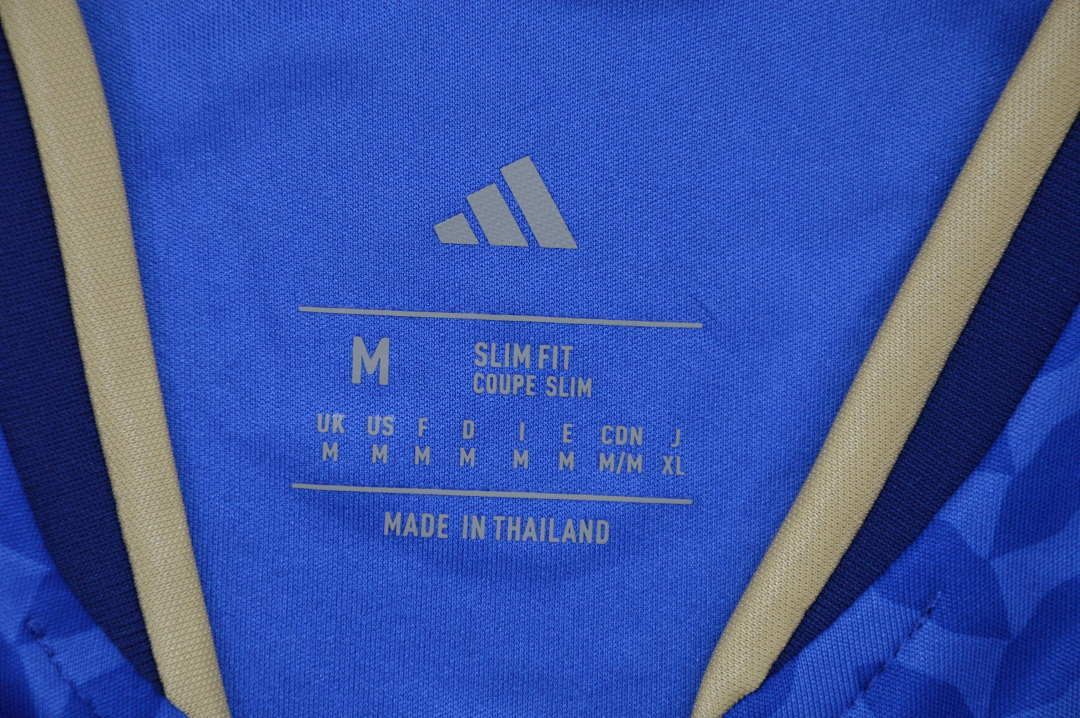 M
SLIM FIT
COUPE SLIM
UK US F D I E CDN J
M M M M M M M/M XL
MADE IN THAILAND